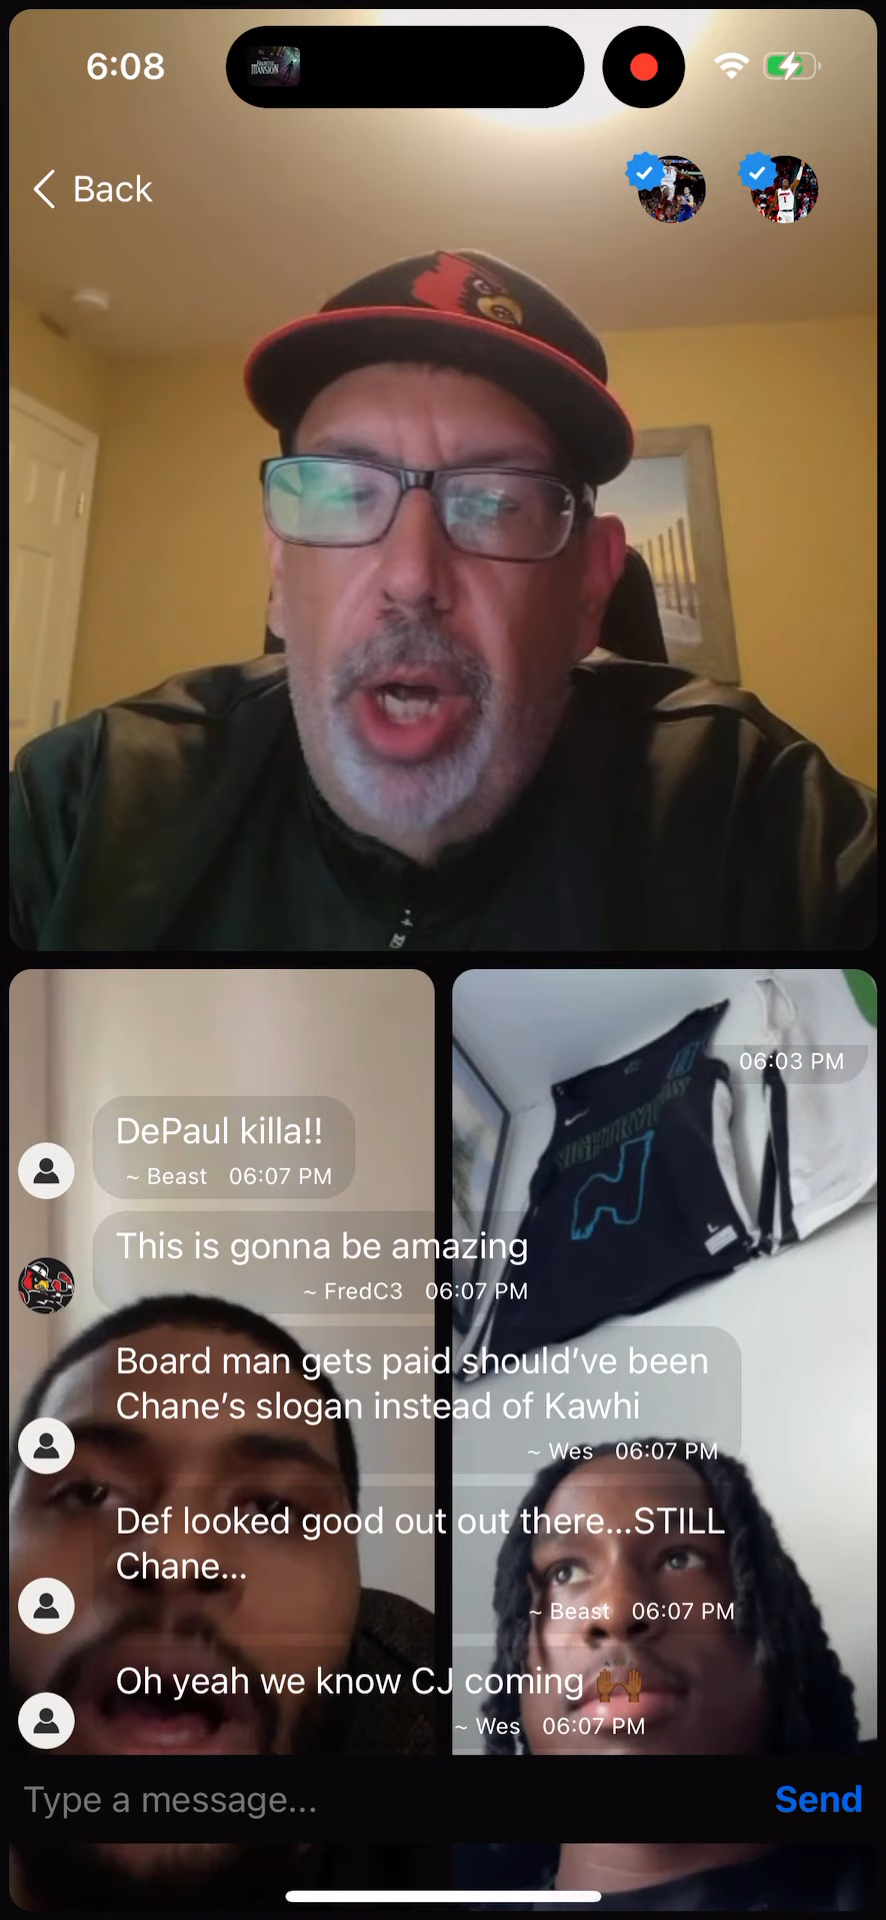 6:08
MANSION
Back
06:03 PM
DePaul killa!!
~ Beast 06:07 PM
This is gonna be amazing
~ FredC3 06:07 PM
Board man gets paid should’ve been
Chane’s slogan instead of Kawhi
~ Wes 06:07 PM
Def looked good out out there...STILL
Chane...
~ Beast 06:07 PM
Oh yeah we know CJ coming 🙌🏾
~ Wes 06:07 PM
Type a message...
Send